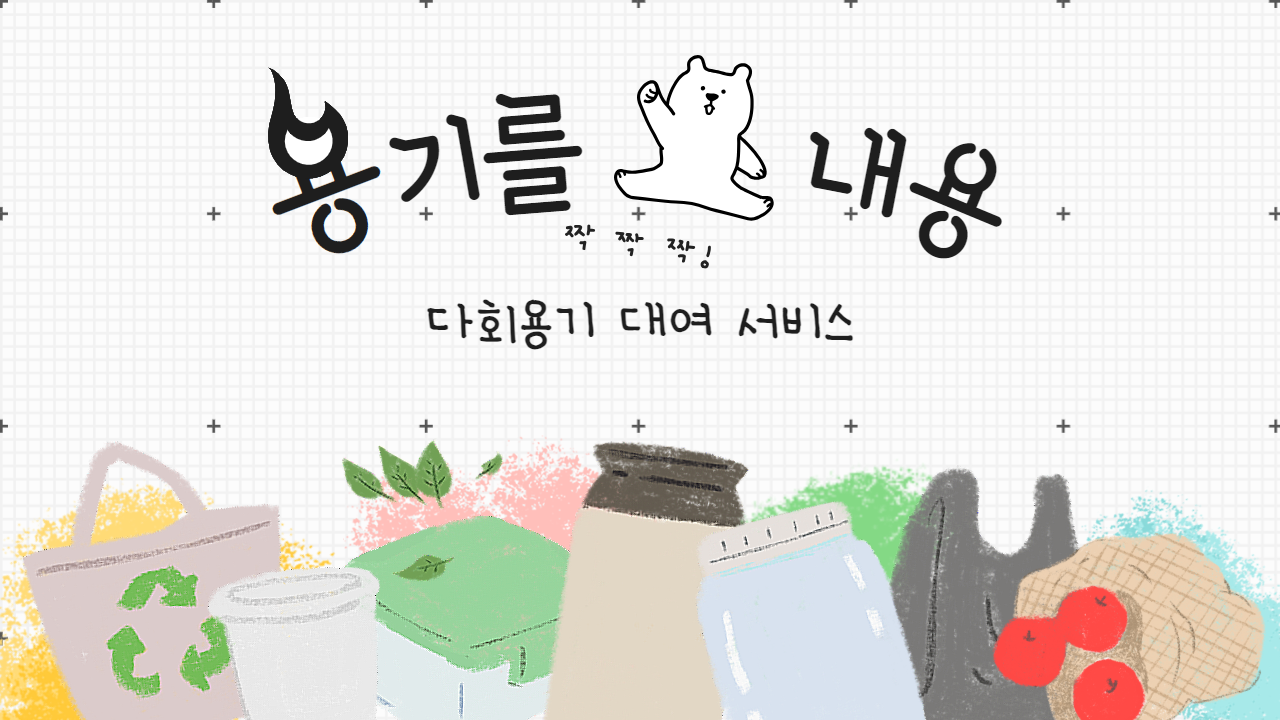 용기를 내용
짝 짝 짝!
다회용기 대여 서비스